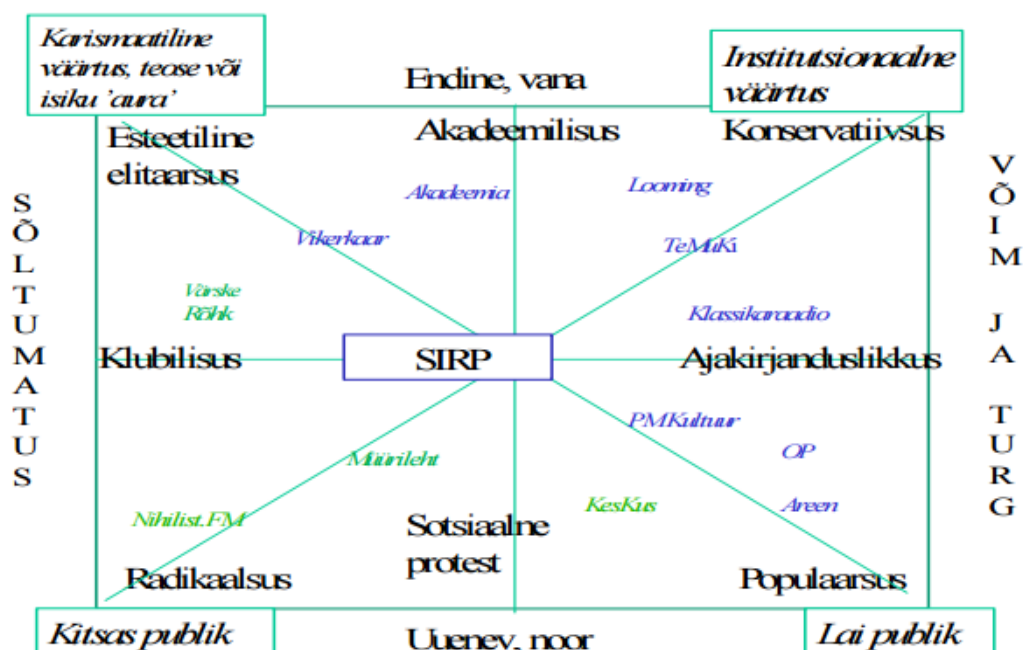 Karismaatiline
väärtus, teose või
isiku 'aura'
Endine, vana
Institutsionaalne
väärtus
Esteetiline
elitaarsus
Akadeemilisus
Konservatiivsus
Akadeemia
Looming
Vikerkaar
TeMuKi
SÕLTUMATUS
VÕIM JA TURG
Värske
Rõhk
Klassikaraadio
Klubilisus
SIRP
Ajakirjanduslikkus
PMKultuur
Müürileht
OP
KesKus
Areen
Nihilist.FM
Sotsiaalne
protest
Radikaalsus
Populaarsus
Kitsas publik
Uuenev, noor
Lai publik